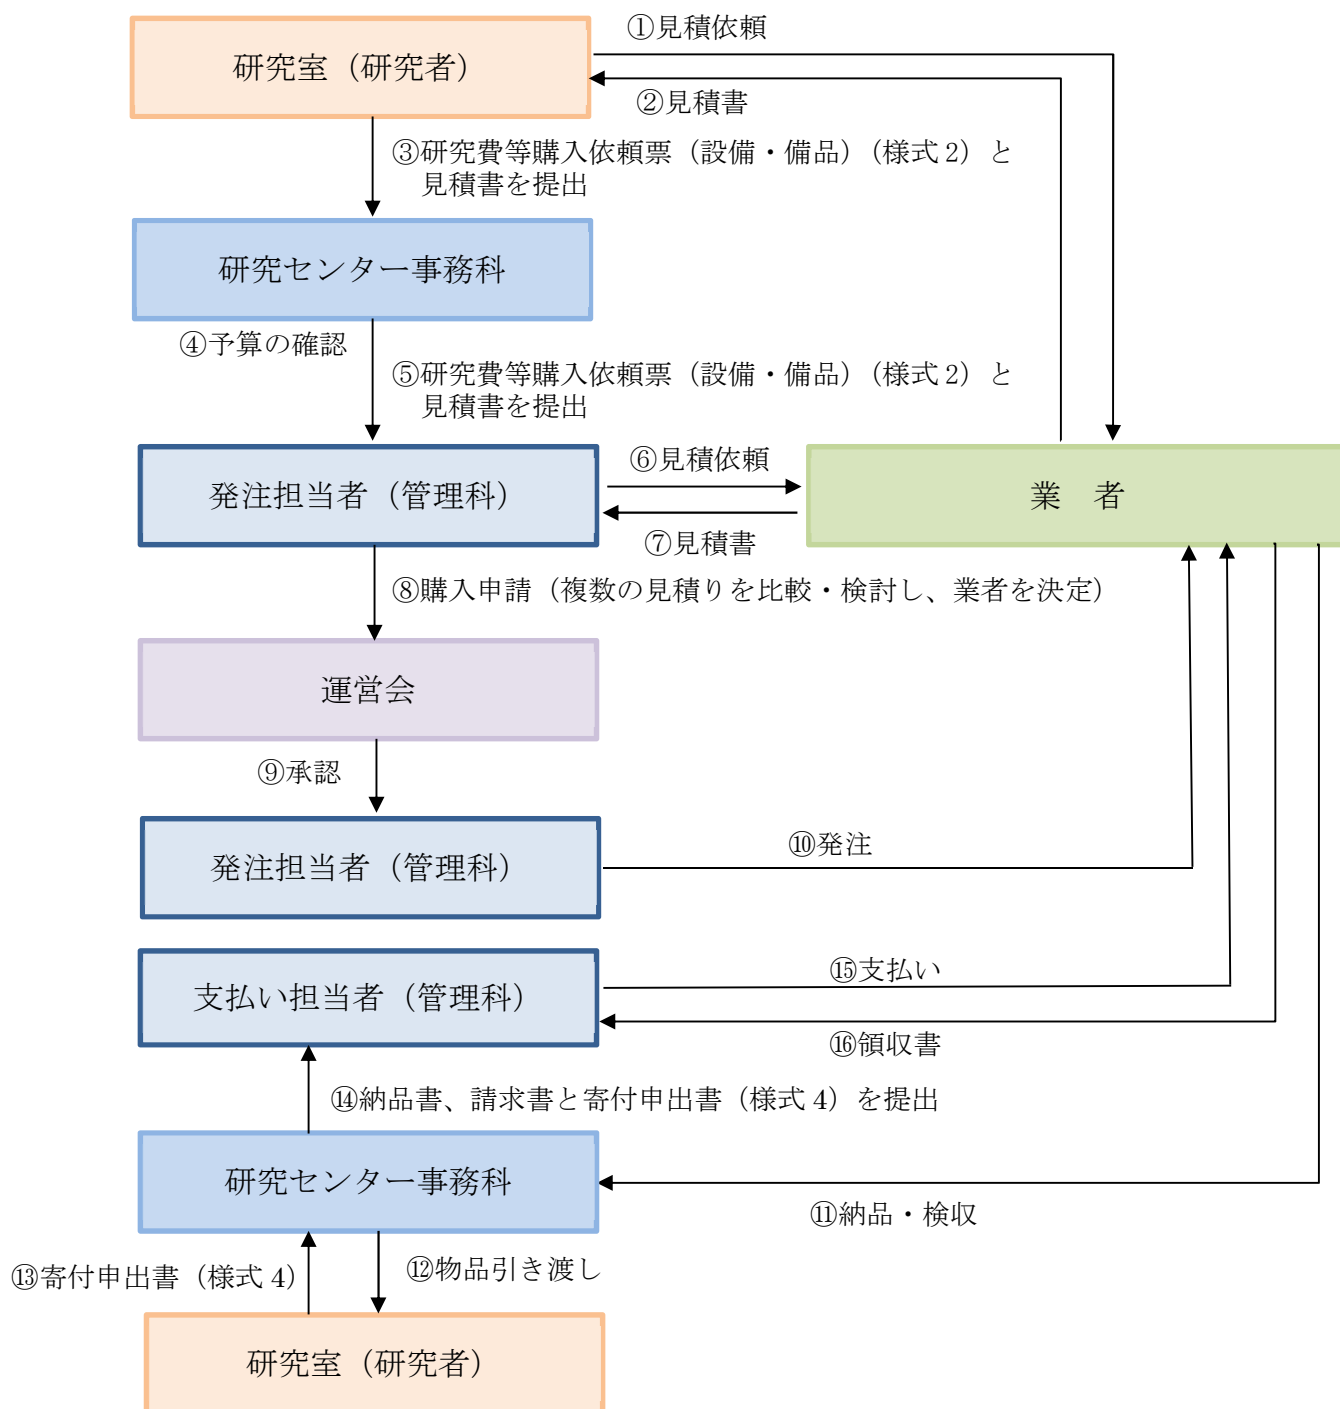 ①見積依頼
研究室（研究者）
②見積書
③研究費等購入依頼票（設備・備品）（様式 2）と
見積書を提出
研究センター事務科
④予算の確認
⑤研究費等購入依頼票（設備・備品）（様式 2）と
見積書を提出
発注担当者（管理科）
⑥見積依頼
業　者
⑦見積書
⑧購入申請（複数の見積りを比較・検討し、業者を決定）
運営会
⑨承認
発注担当者（管理科）
⑩発注
支払い担当者（管理科）
⑮支払い
⑯領収書
⑭納品書、請求書と寄付申出書（様式 4）を提出
研究センター事務科
⑪納品・検収
⑬寄付申出書（様式 4）
⑫物品引き渡し
研究室（研究者）